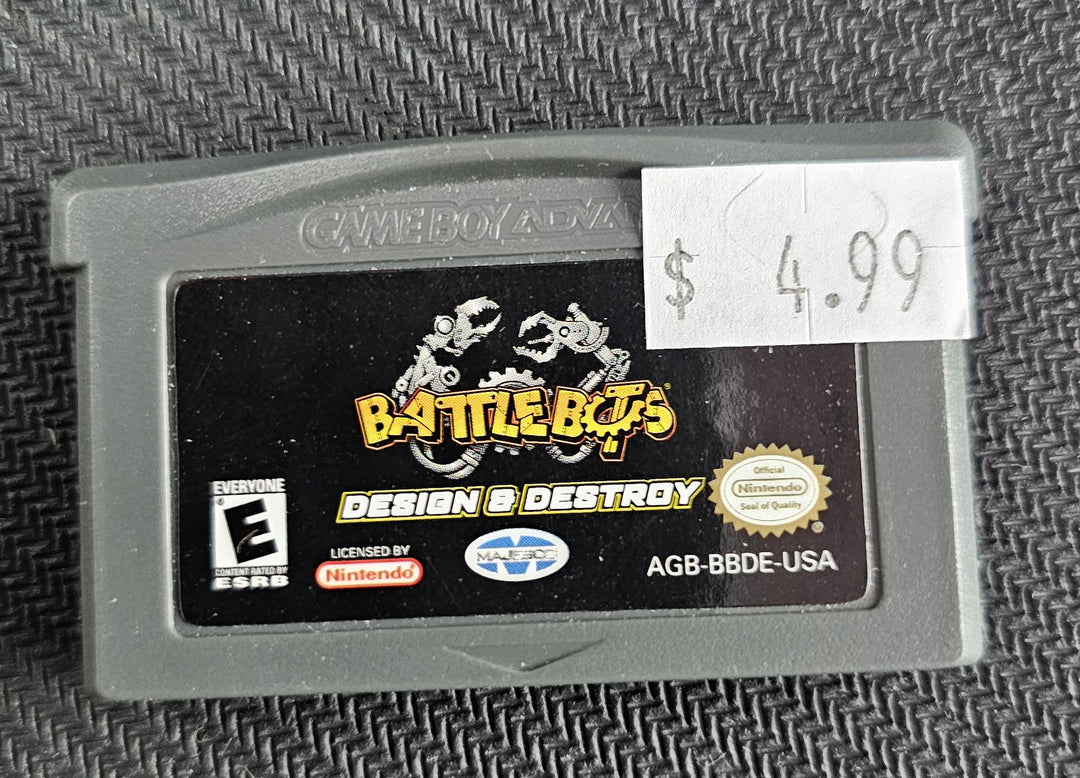 GAME BOY ADVA
$ 4.99
BATTLEBOTS
DESIGN & DESTROY
EVERYONE
E
CONTENT RATED BY
ESRB
LICENSED BY
Nintendo
MAJESCO
Official
Nintendo
Seal of Quality
AGB-BBDE-USA